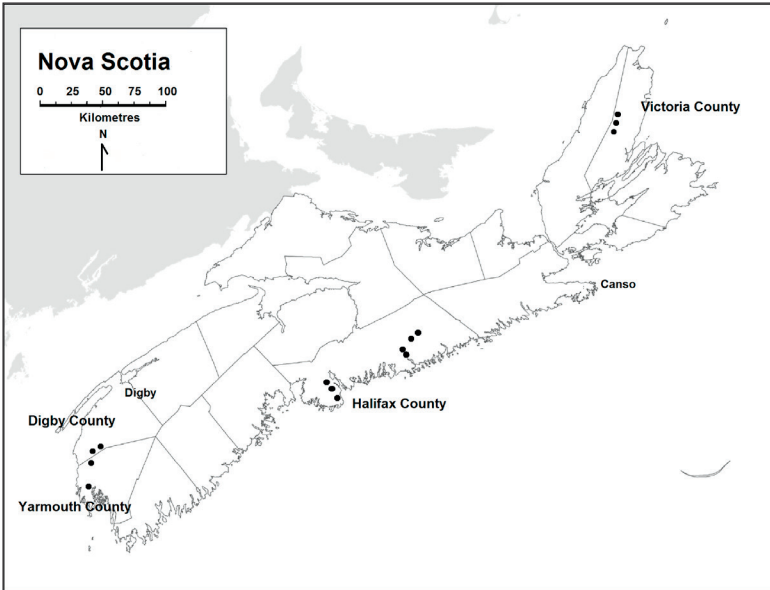 Nova Scotia
0 25 50 75 100
Kilometres
N
Victoria County
Canso
Digby
Halifax County
Digby County
Yarmouth County